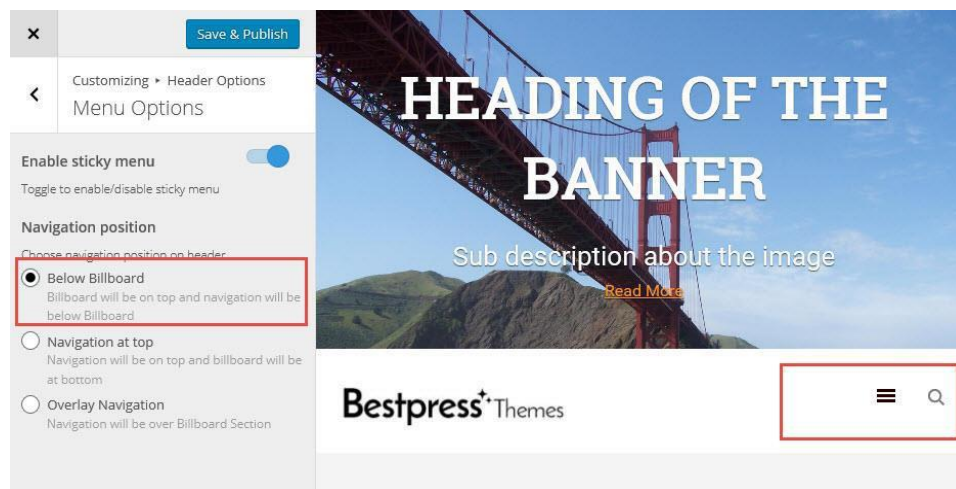 Save & Publish
Customizing ▸ Header Options
Menu Options
Enable sticky menu
Toggle to enable/disable sticky menu
Navigation position
Choose navigation position on header
Below Billboard
Billboard will be on top and navigation will be
below Billboard
Navigation at top
Navigation will be on top and billboard will be
at bottom
Overlay Navigation
Navigation will be over Billboard Section
HEADING OF THE
BANNER
Sub description about the image
Read More
Bestpress Themes